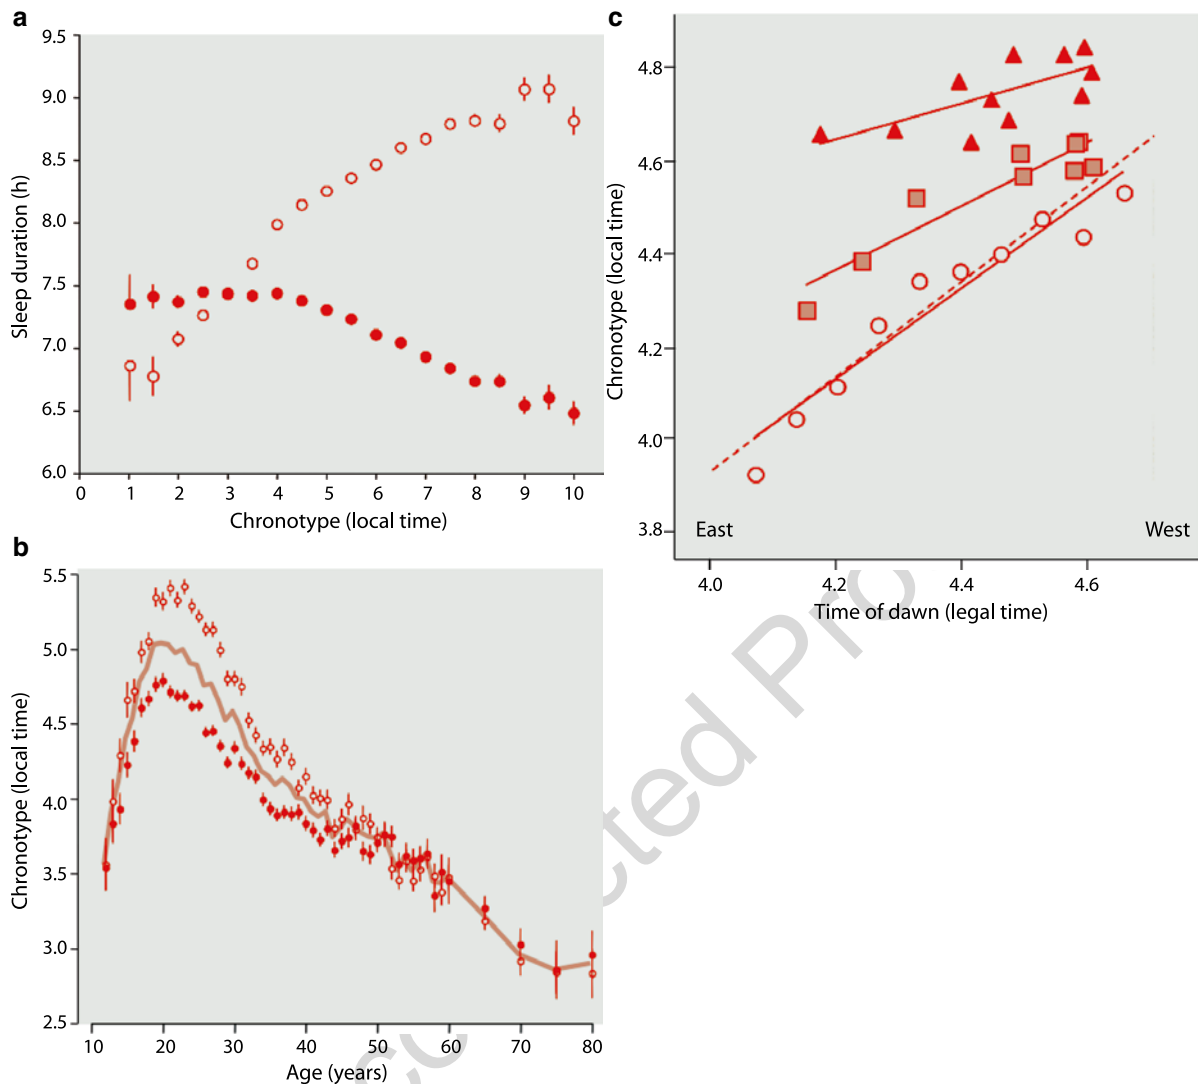 a
9.5
9.0
8.5
8.0
7.5
7.0
6.5
6.0
Sleep duration (h)
0 1 2 3 4 5 6 7 8 9 10
Chronotype (local time)
b
5.5
5.0
4.5
4.0
3.5
3.0
2.5
Chronotype (local time)
10 20 30 40 50 60 70 80
Age (years)
c
4.8
4.6
4.4
4.2
4.0
3.8
Chronotype (local time)
East West
4.0 4.2 4.4 4.6
Time of dawn (legal time)
cted Pro